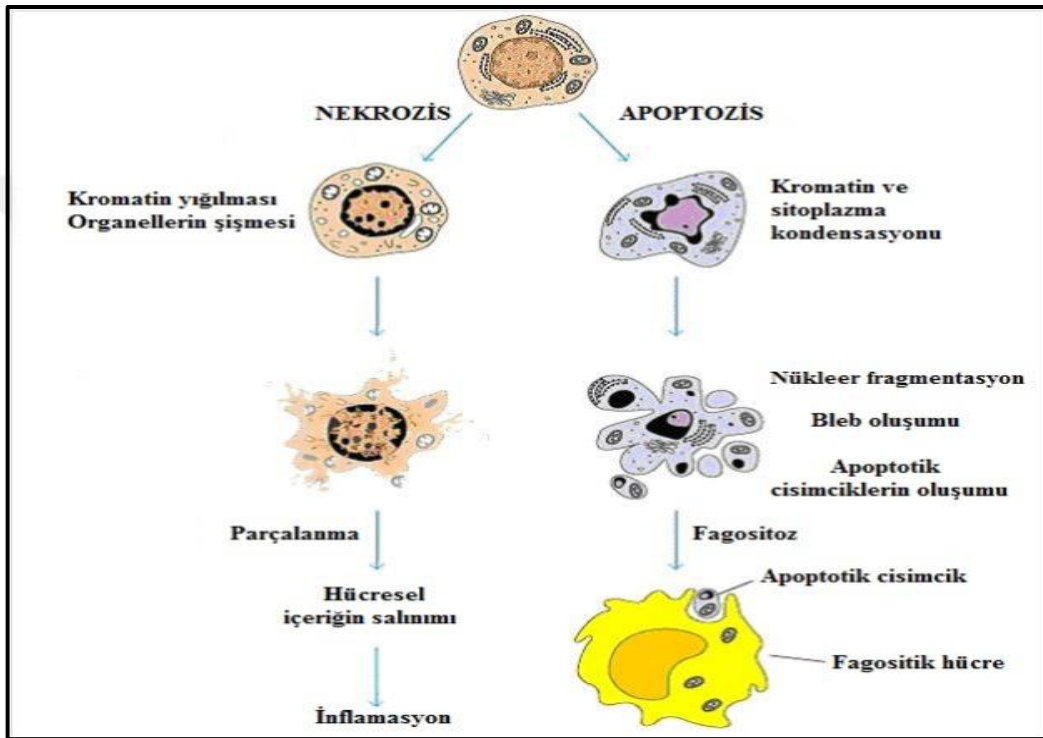 NEKROZİS
APOPTOZİS
Kromatin yığılması
Organellerin şişmesi
Kromatin ve
sitoplazma
kondensasyonu
Nükleer fragmentasyon
Bleb oluşumu
Apoptotik
cisimciklerin oluşumu
Parçalanma
Fagositoz
Hücresel
içeriğin salınımı
Apoptotik cisimcik
Fagositik hücre
İnflamasyon